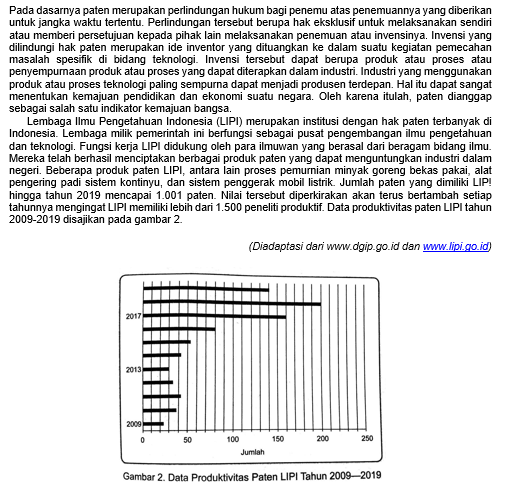 Pada dasarnya paten merupakan perlindungan hukum bagi penemu atas penemuannya yang diberikan
untuk jangka waktu tertentu. Perlindungan tersebut berupa hak eksklusif untuk melaksanakan sendiri
atau memberi persetujuan kepada pihak lain melaksanakan penemuan atau invensinya. Invensi yang
dilindungi hak paten merupakan ide inventor yang dituangkan ke dalam suatu kegiatan pemecahan
masalah spesifik di bidang teknologi. Invensi tersebut dapat berupa produk atau proses atau
penyempurnaan produk atau proses yang dapat diterapkan dalam industri. Industri yang menggunakan
produk atau proses teknologi paling sempurna dapat menjadi produsen terdepan. Hal itu dapat sangat
menentukan kemajuan pendidikan dan ekonomi suatu negara. Oleh karena itulah, paten dianggap
sebagai salah satu indikator kemajuan bangsa.
Lembaga Ilmu Pengetahuan Indonesia (LIPI) merupakan institusi dengan hak paten terbanyak di
Indonesia. Lembaga milik pemerintah ini berfungsi sebagai pusat pengembangan ilmu pengetahuan
dan teknologi. Fungsi kerja LIPI didukung oleh para ilmuwan yang berasal dari beragam bidang ilmu.
Mereka telah berhasil menciptakan berbagai produk paten yang dapat menguntungkan industri dalam
negeri. Beberapa produk paten LIPI, antara lain proses pemurnian minyak goreng bekas pakai, alat
pengering padi sistem kontinyu, dan sistem penggerak mobil listrik. Jumlah paten yang dimiliki LIP!
hingga tahun 2019 mencapai 1.001 paten. Nilai tersebut diperkirakan akan terus bertambah setiap
tahunnya mengingat LIPI memiliki lebih dari 1.500 peneliti produktif. Data produktivitas paten LIPI tahun
2009-2019 disajikan pada gambar 2.
(Diadaptasi dari www.dgip.go.id dan www.lipi.go.id)
2017
2013
2009
0 50 100 150 200 250
Jumlah
Gambar 2. Data Produktivitas Paten LIPI Tahun 2009—2019